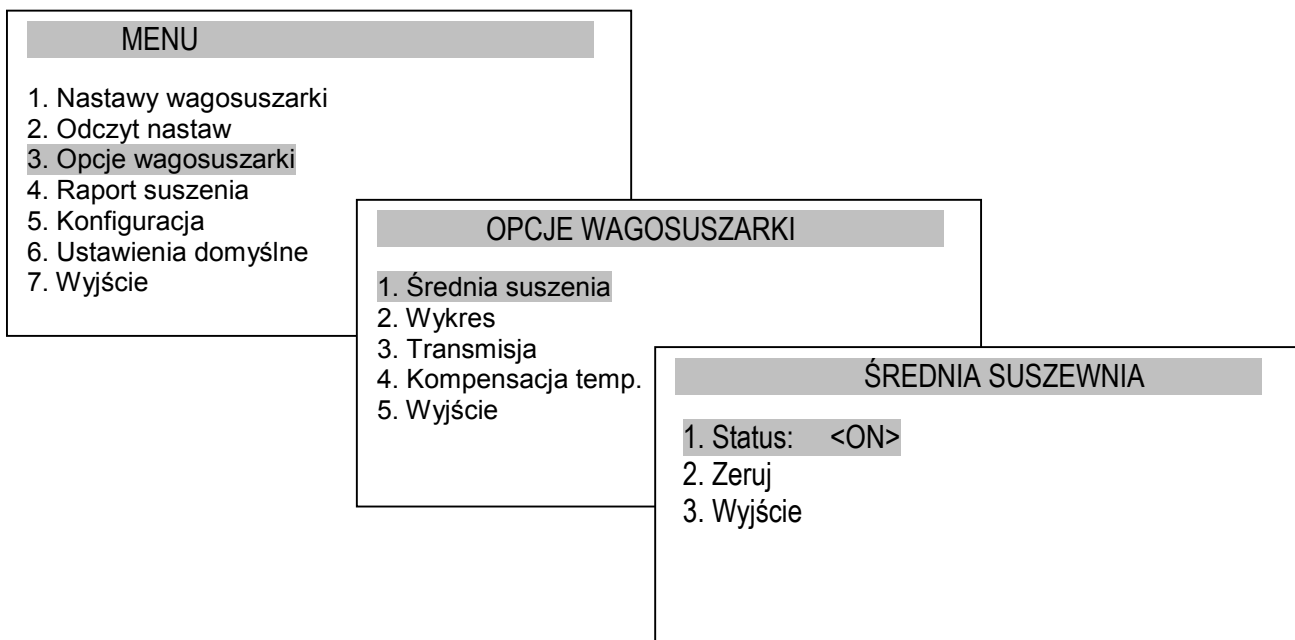 MENU
1. Nastawy wagosuszarki
2. Odczyt nastaw
3. Opcje wagosuszarki
4. Raport suszenia
5. Konfiguracja
6. Ustawienia domyślne
7. Wyjście
OPCJE WAGOSUSZARKI
1. Średnia suszenia
2. Wykres
3. Transmisja
4. Kompensacja temp.
5. Wyjście
ŚREDNIA SUSZEWNIA
1. Status: <ON>
2. Zeruj
3. Wyjście